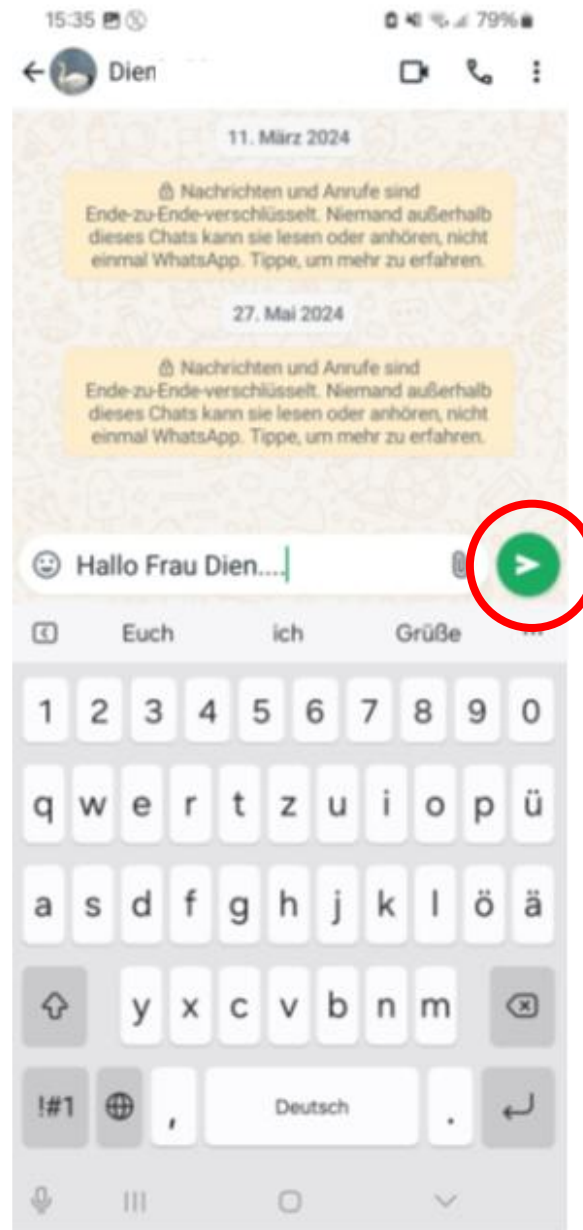 15:35 79%
Dien
11. März 2024
Nachrichten und Anrufe sind
Ende-zu-Ende-verschlüsselt. Niemand außerhalb
dieses Chats kann sie lesen oder anhören, nicht
einmal WhatsApp. Tippe, um mehr zu erfahren.
27. Mai 2024
Nachrichten und Anrufe sind
Ende-zu-Ende-verschlüsselt. Niemand außerhalb
dieses Chats kann sie lesen oder anhören, nicht
einmal WhatsApp. Tippe, um mehr zu erfahren.
Hallo Frau Dien....
Euch ich Grüße ...
1 2 3 4 5 6 7 8 9 0
q w e r t z u i o p ü
a s d f g h j k l ö ä
y x c v b n m
!#1 , Deutsch .